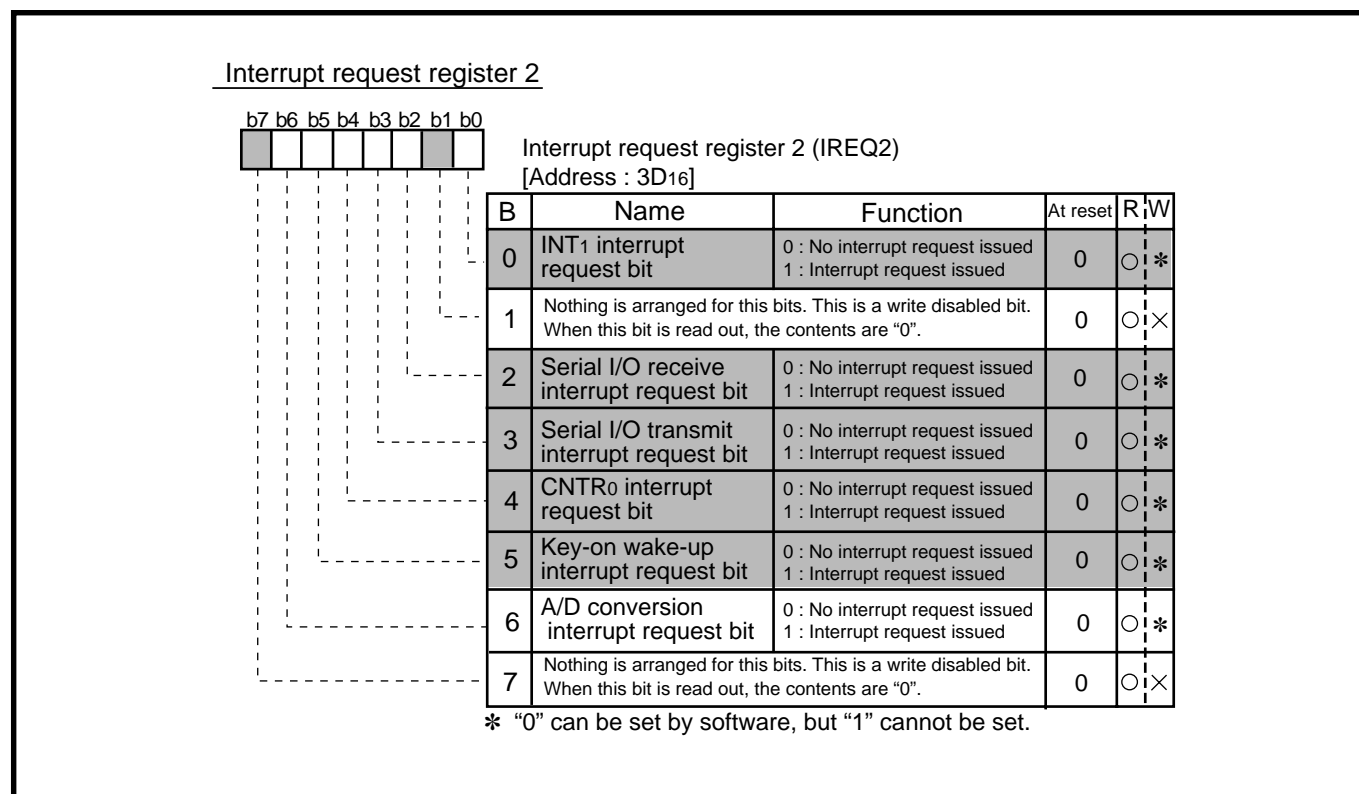 Interrupt request register 2
b7 b6 b5 b4 b3 b2 b1 b0
Interrupt request register 2 (IREQ2)
[Address : 3D16]
B Name Function At reset R W
0 INT1 interrupt request bit 0 : No interrupt request issued 1 : Interrupt request issued 0 ○ ✻
1 Nothing is arranged for this bits. This is a write disabled bit. When this bit is read out, the contents are “0”. 0 ○ ×
2 Serial I/O receive interrupt request bit 0 : No interrupt request issued 1 : Interrupt request issued 0 ○ ✻
3 Serial I/O transmit interrupt request bit 0 : No interrupt request issued 1 : Interrupt request issued 0 ○ ✻
4 CNTR0 interrupt request bit 0 : No interrupt request issued 1 : Interrupt request issued 0 ○ ✻
5 Key-on wake-up interrupt request bit 0 : No interrupt request issued 1 : Interrupt request issued 0 ○ ✻
6 A/D conversion interrupt request bit 0 : No interrupt request issued 1 : Interrupt request issued 0 ○ ✻
7 Nothing is arranged for this bits. This is a write disabled bit. When this bit is read out, the contents are “0”. 0 ○ ×
✻ “0” can be set by software, but “1” cannot be set.